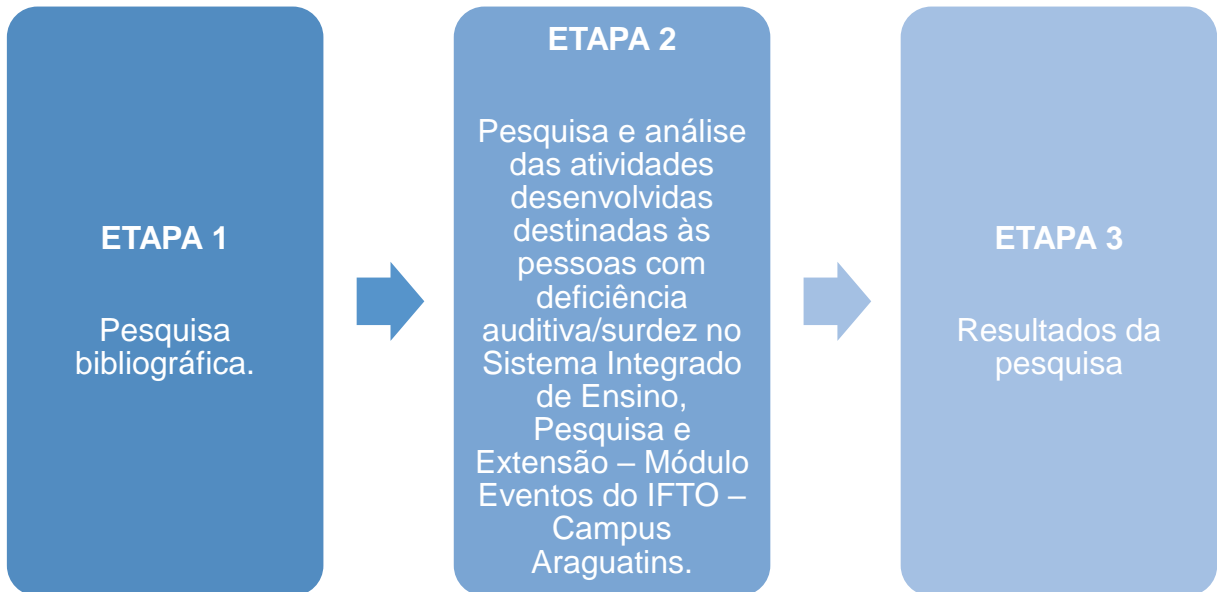 ETAPA 1
Pesquisa
bibliográfica.
ETAPA 2
Pesquisa e análise
das atividades
desenvolvidas
destinadas às
pessoas com
deficiência
auditiva/surdez no
Sistema Integrado
de Ensino,
Pesquisa e
Extensão – Módulo
Eventos do IFTO –
Campus
Araguatins.
ETAPA 3
Resultados da
pesquisa